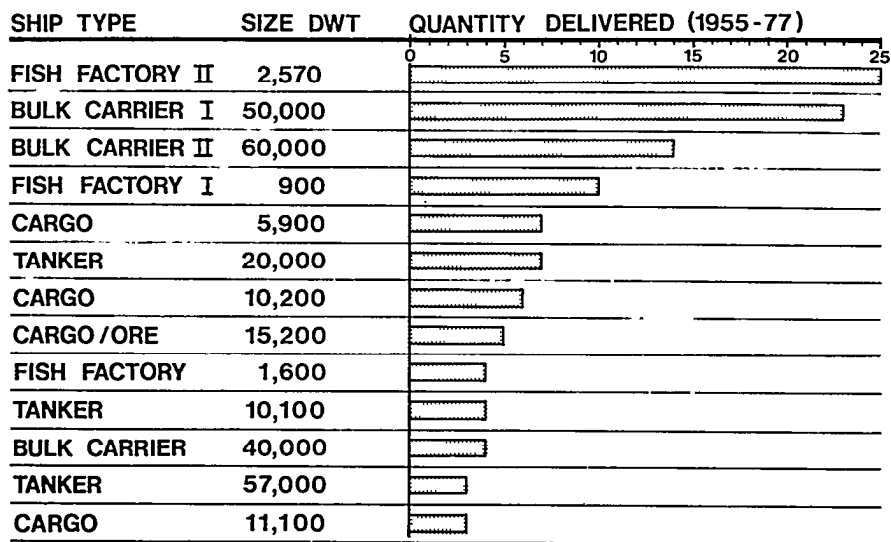 SHIP TYPE SIZE DWT QUANTITY DELIVERED (1955-77)
0 5 10 15 20 25
FISH FACTORY II 2,570
BULK CARRIER I 50,000
BULK CARRIER II 60,000
FISH FACTORY I 900
CARGO 5,900
TANKER 20,000
CARGO 10,200
CARGO/ORE 15,200
FISH FACTORY 1,600
TANKER 10,100
BULK CARRIER 40,000
TANKER 57,000
CARGO 11,100